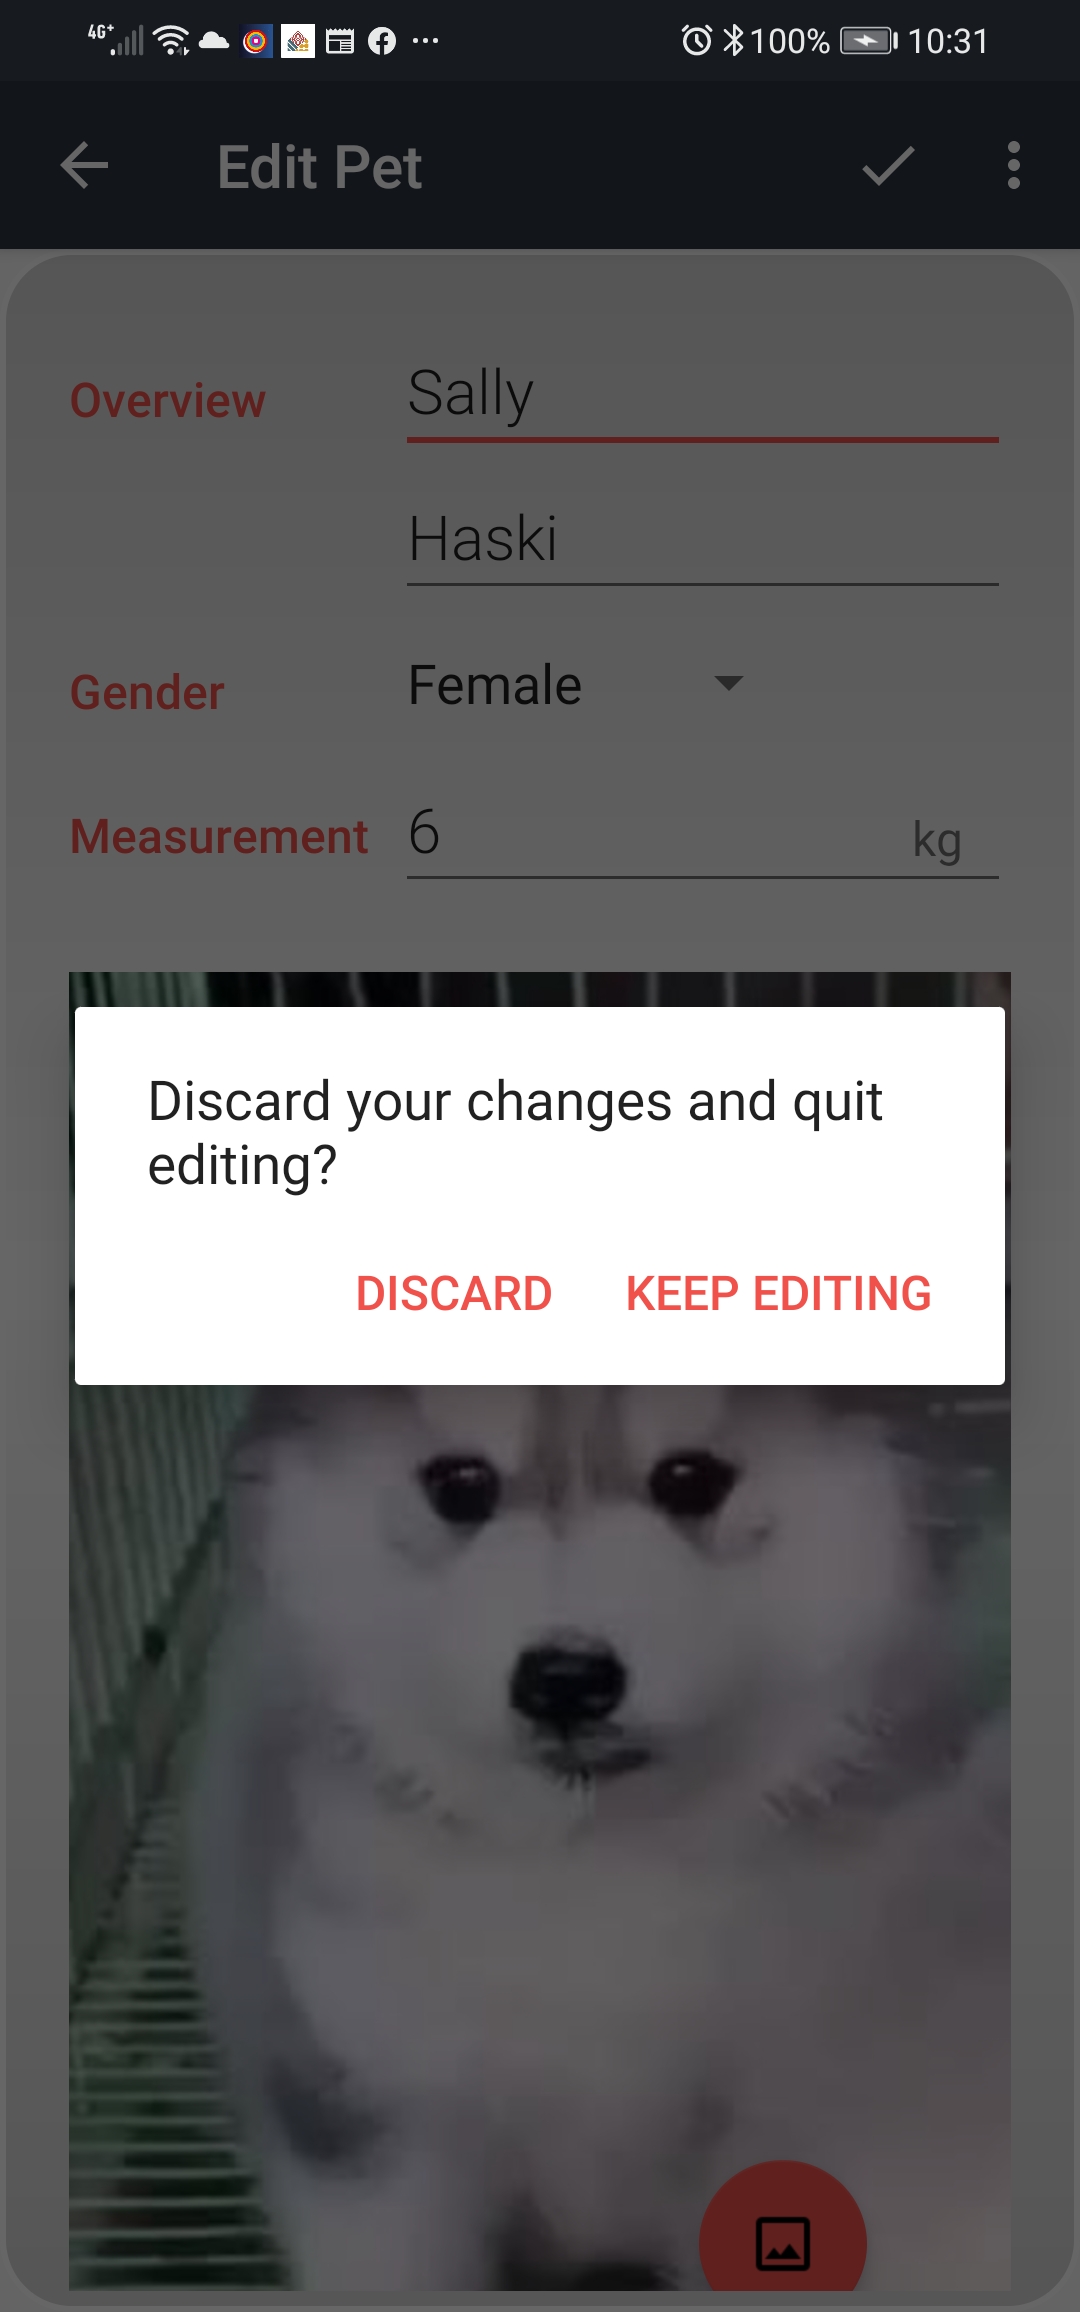 4G+ 100% 10:31
Edit Pet
Overview Sally
Haski
Gender Female
Measurement 6 kg
Discard your changes and quit
editing?
DISCARD KEEP EDITING